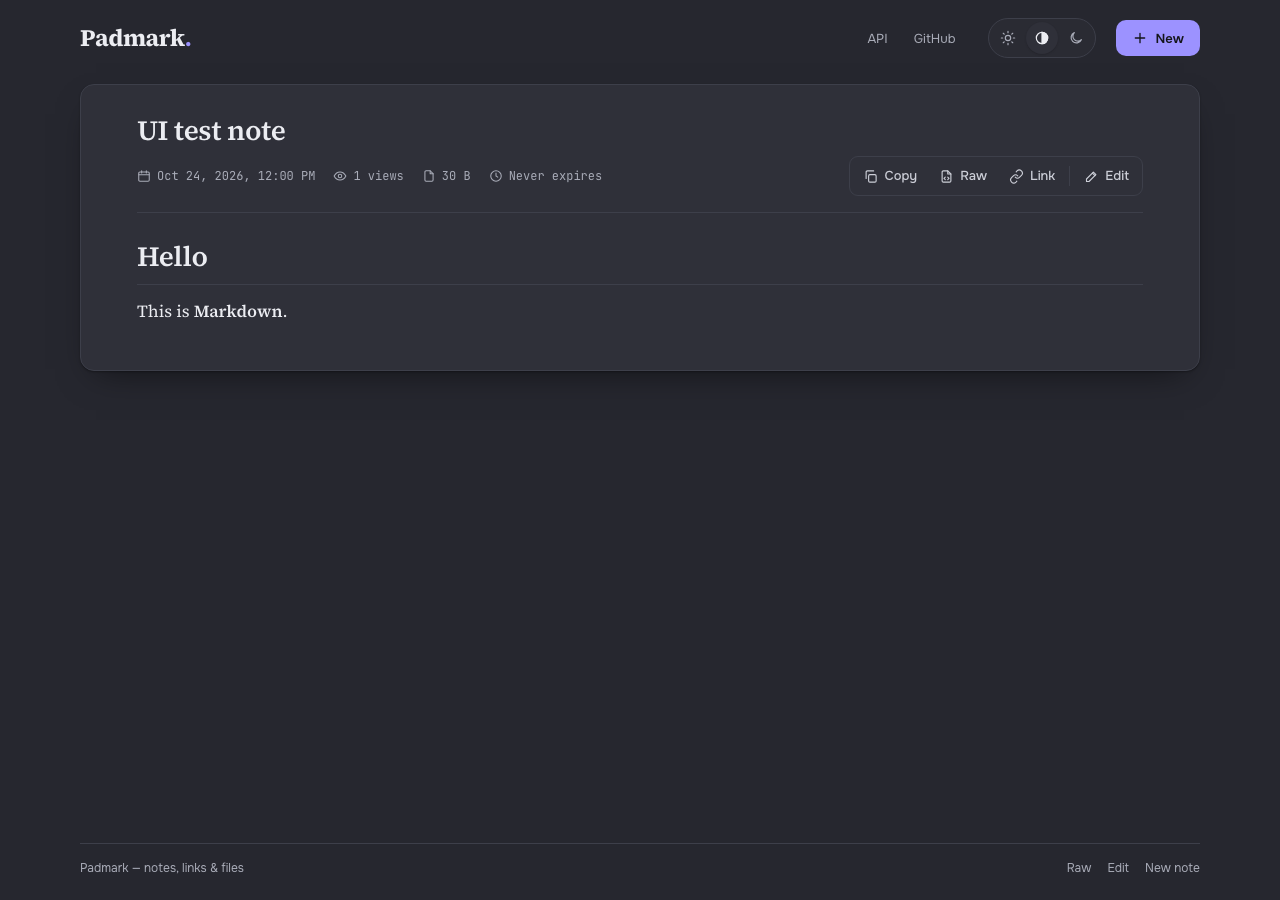 Padmark.
API GitHub New
UI test note
Oct 24, 2026, 12:00 PM 1 views 30 B Never expires Copy Raw Link Edit
Hello
This is Markdown.
Padmark — notes, links & files Raw Edit New note